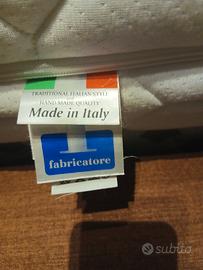 TRADITIONAL ITALIAN STYLE
HAND MADE QUALITY
Made in Italy
fabricatore
subito